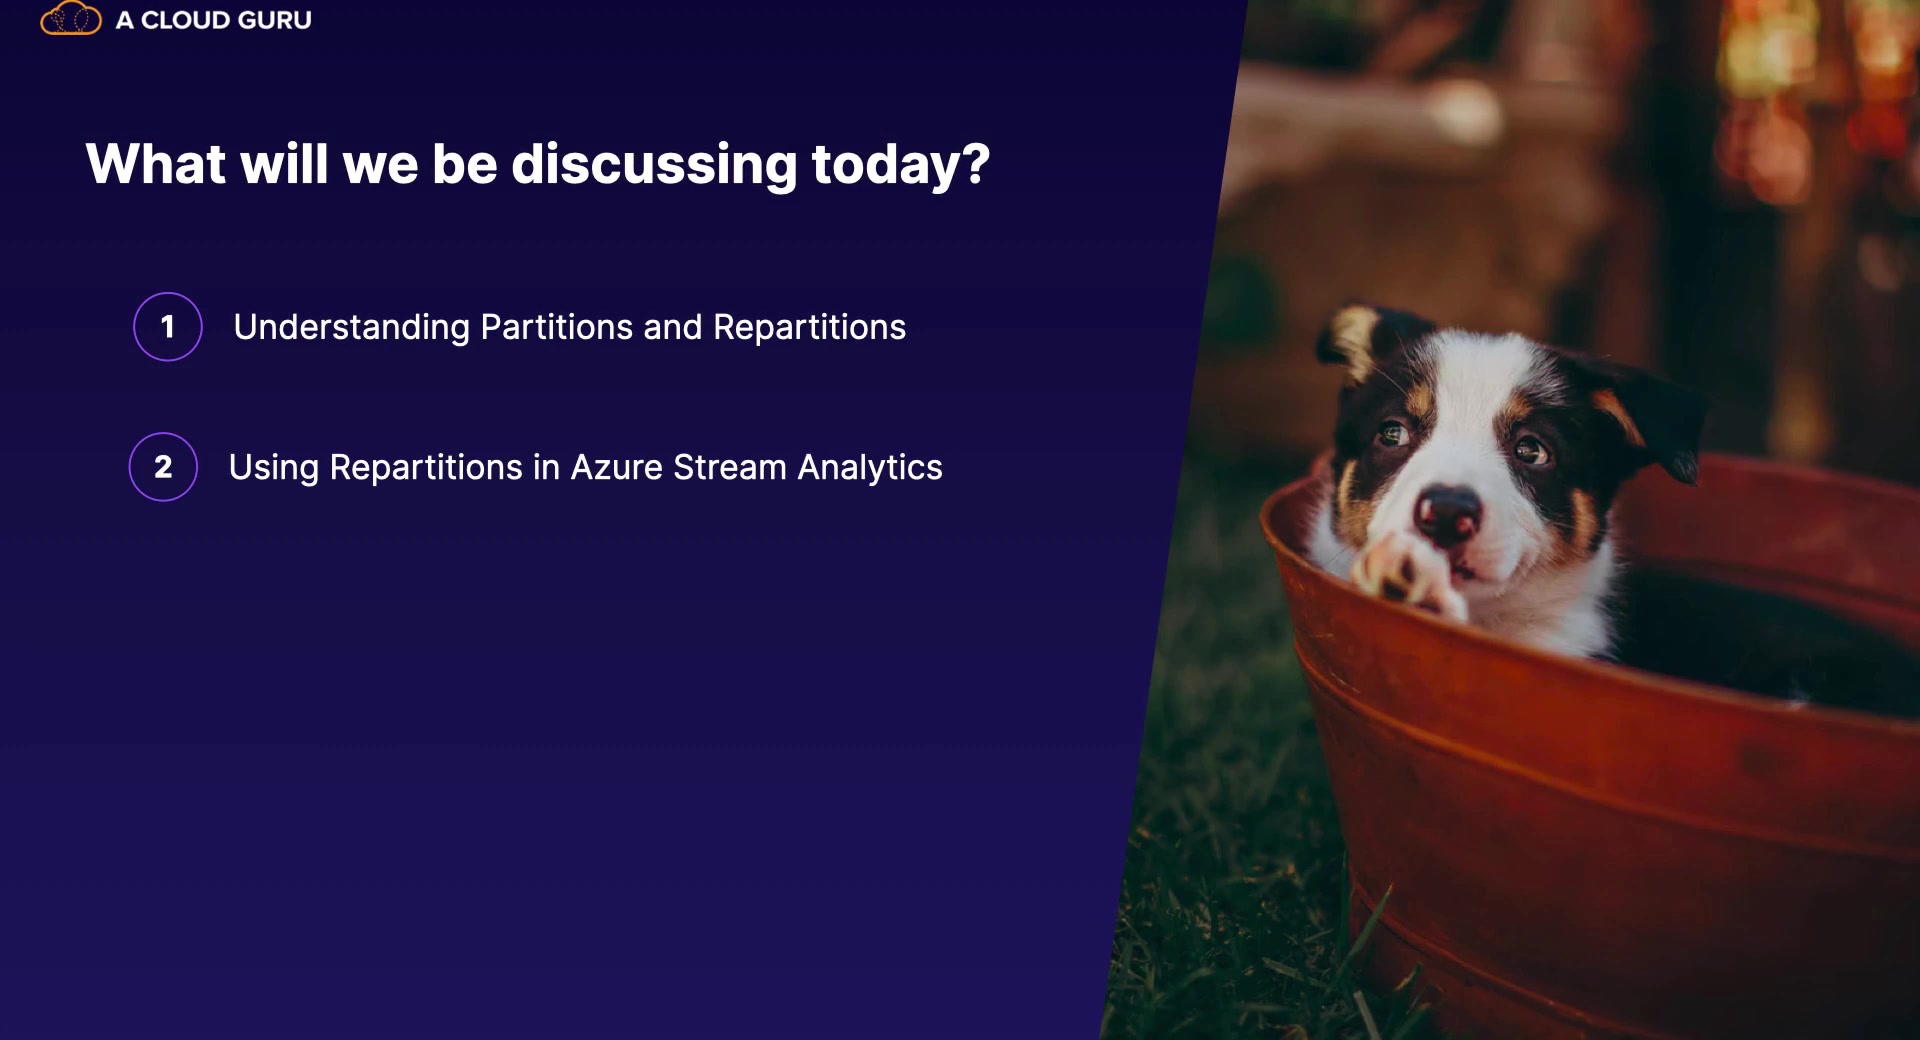 A CLOUD GURU
What will we be discussing today?
1 Understanding Partitions and Repartitions
2 Using Repartitions in Azure Stream Analytics